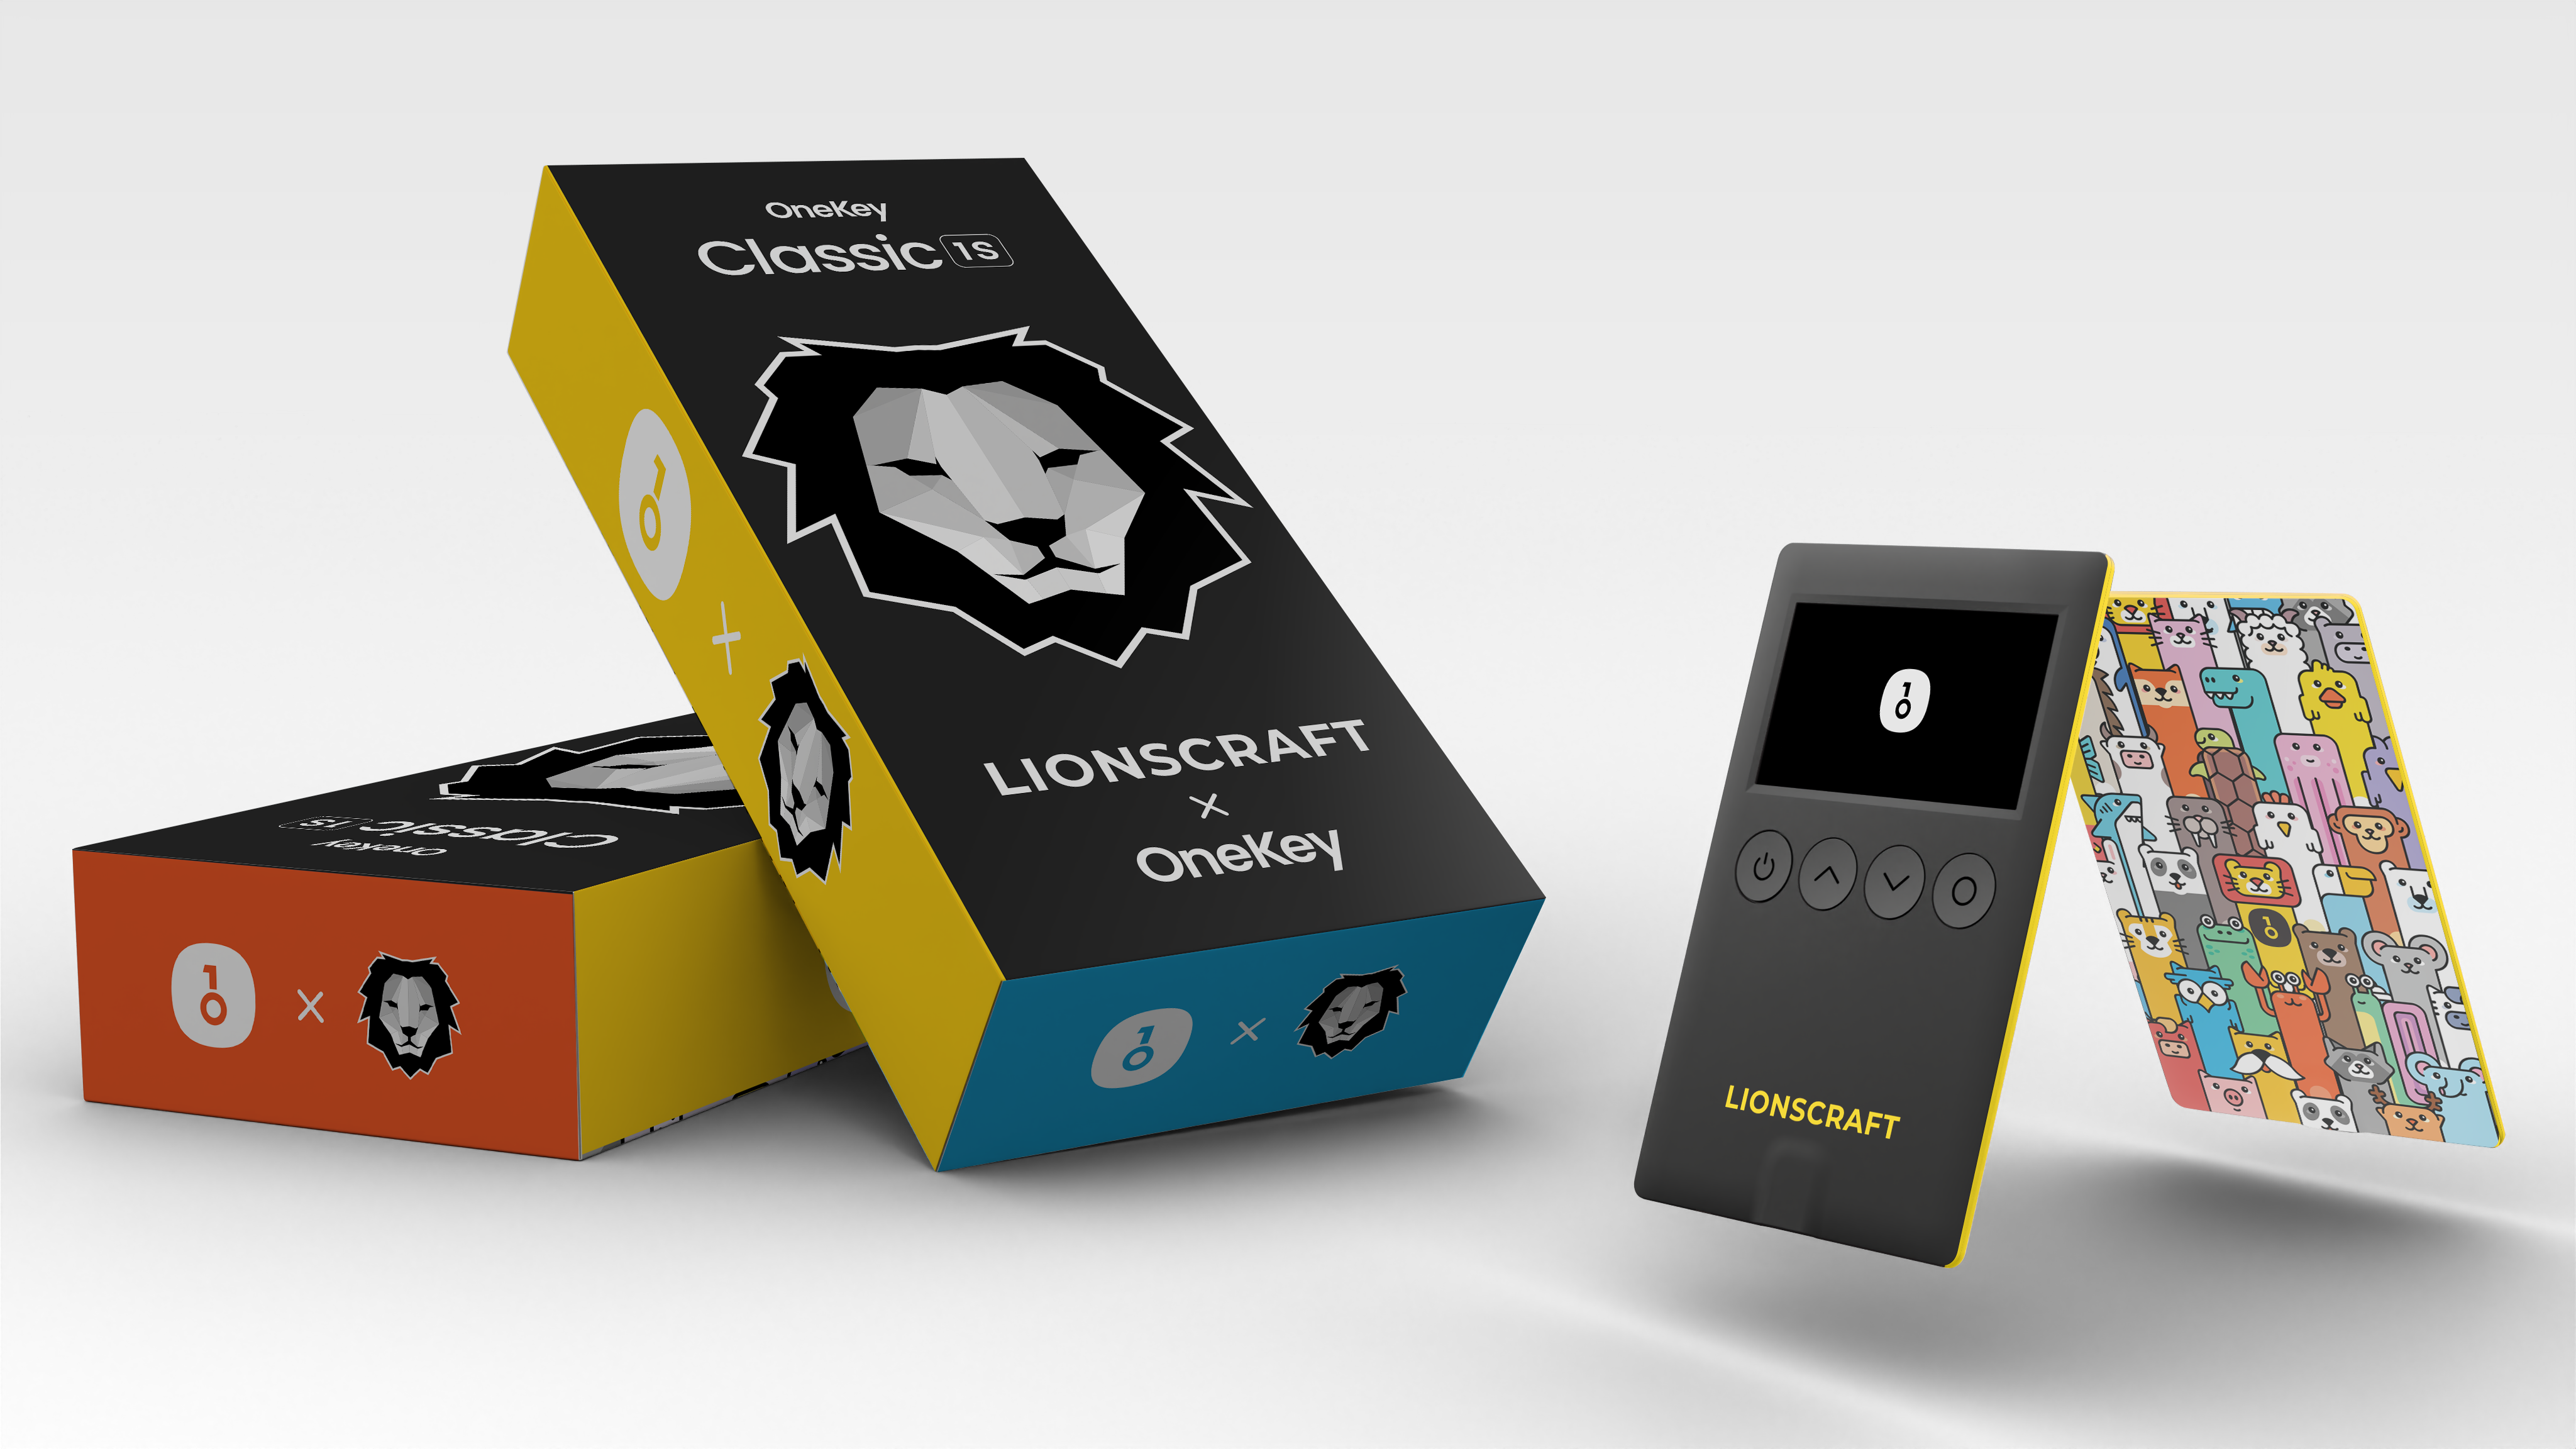 OneKey
Classic 1S
LIONSCRAFT
×
OneKey
+
×
OneKey
Classic 1S
×
LIONSCRAFT